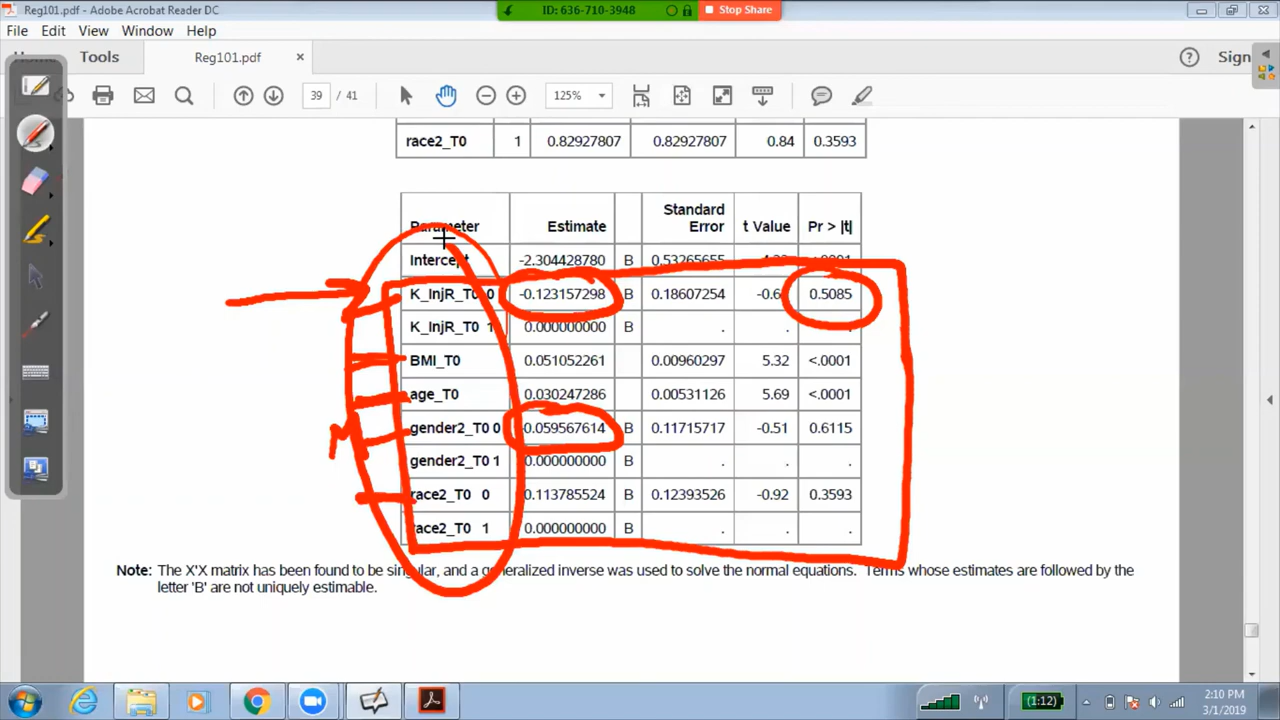 Reg101.pdf - Adobe Acrobat Reader DC
ID: 636-710-3948 Stop Share
File Edit View Window Help
Tools Reg101.pdf × Sign
39 / 41 125%
race2_T0 1 0.82927807 0.82927807 0.84 0.3593
Parameter Estimate Standard Error t Value Pr > |t|
Intercept -2.304428780 B 0.53265655
K_InjR_T0 0 -0.123157298 B 0.18607254 0.5085
K_InjR_T0 0.000000000 B . . .
BMI_T0 0.051052261 0.00960297 5.32 <.0001
age_T0 0.030247286 0.00531126 5.69 <.0001
gender2_T0 0 -0.059567614 B 0.11715717 -0.51 0.6115
gender2_T0 1 0.000000000 B . . .
race2_T0 0 0.113785524 B 0.12393526 -0.92 0.3593
race2_T0 1 0.000000000 B . . .
Note: The X'X matrix has been found to be singular, and a generalized inverse was used to solve the normal equations. Terms whose estimates are followed by the
letter 'B' are not uniquely estimable.
(1:12) 2:10 PM
3/1/2019